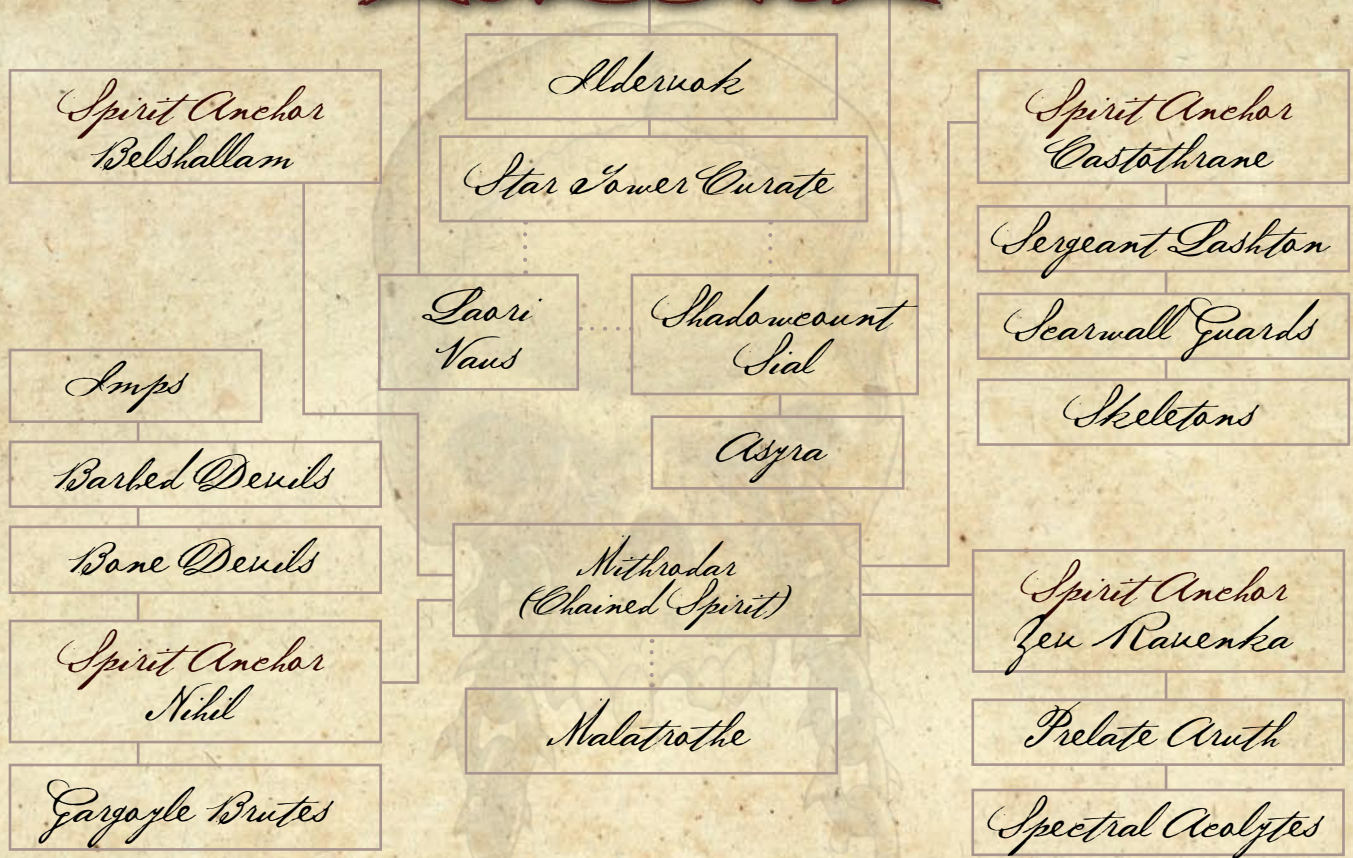 Ildervok
Star Tower Curate
Spirit Anchor
Belshallam
Spirit Anchor
Castothrane
Sergeant Lashton
Scarwall Guards
Skeletons
Laori
Vaus
Shadowcount
Sial
Asyra
Imps
Barbed Devils
Bone Devils
Spirit Anchor
Nihil
Gargoyle Brutes
Mithrodar
(Chained Spirit)
Malatrothe
Spirit Anchor
Zev Ravenka
Prelate Aruth
Spectral Acolytes